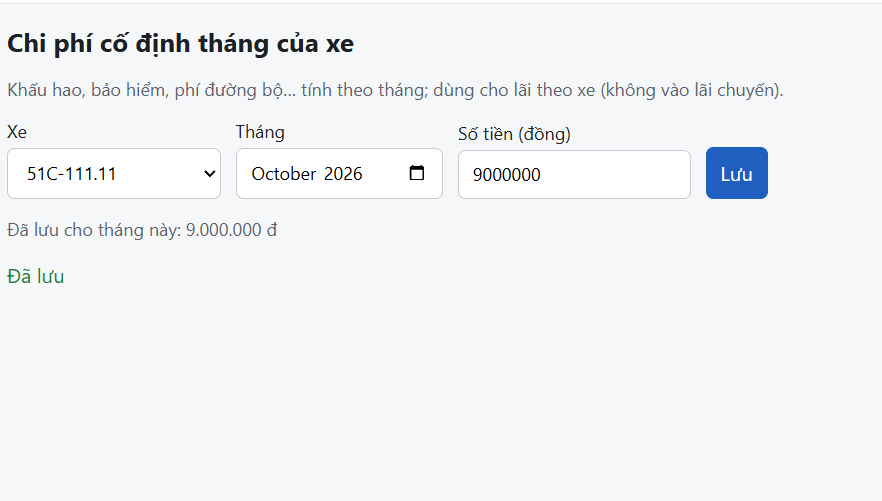 Chi phí cố định tháng của xe
Khấu hao, bảo hiểm, phí đường bộ... tính theo tháng; dùng cho lãi theo xe (không vào lãi chuyến).
Xe
Tháng
Số tiền (đồng)
51C-111.11
October 2026
9000000
Lưu
Đã lưu cho tháng này: 9.000.000 đ
Đã lưu